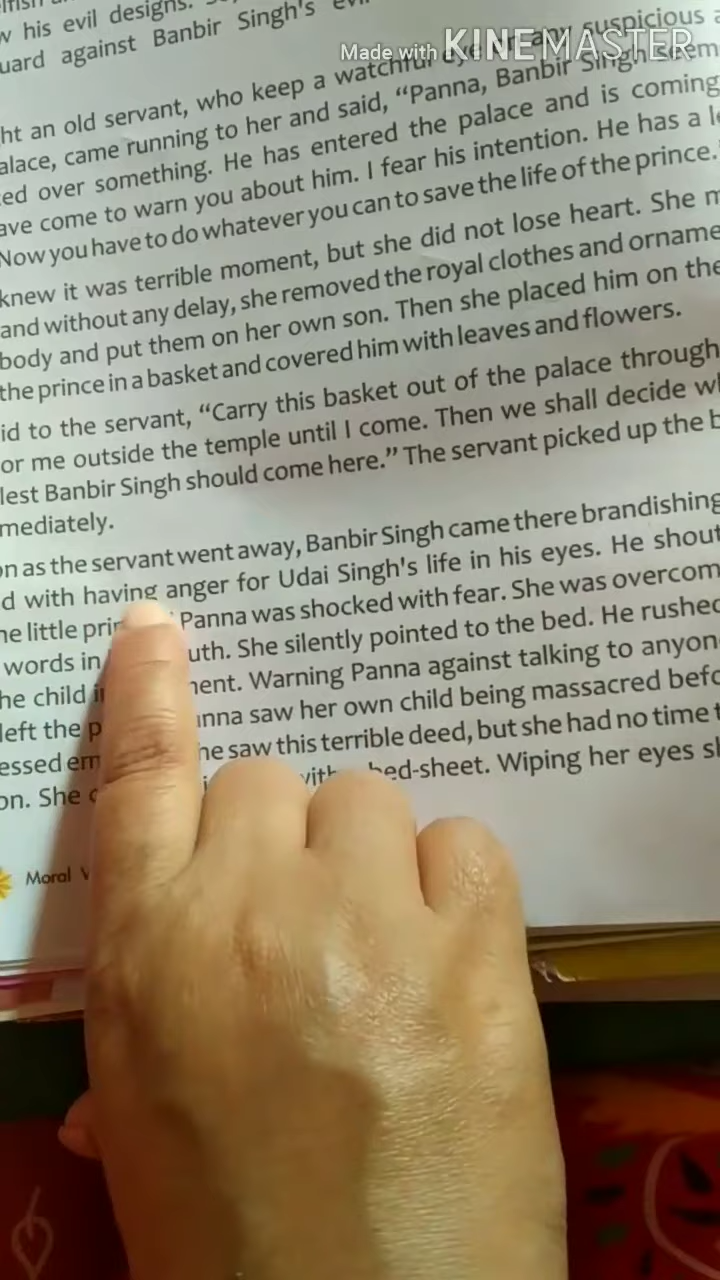 w his evil designs.
uard against Banbir Singh's
Made with KINEMASTER
ht an old servant, who keep a watchful eye on any suspicious a
alace, came running to her and said, “Panna, Banbir Singh seem
ed over something. He has entered the palace and is coming
ave come to warn you about him. I fear his intention. He has a l
Now you have to do whatever you can to save the life of the prince.
knew it was terrible moment, but she did not lose heart. She m
and without any delay, she removed the royal clothes and orname
body and put them on her own son. Then she placed him on the
the prince in a basket and covered him with leaves and flowers.
id to the servant, “Carry this basket out of the palace through
or me outside the temple until I come. Then we shall decide w
lest Banbir Singh should come here.” The servant picked up the b
mediately.
on as the servant went away, Banbir Singh came there brandishing
d with having anger for Udai Singh's life in his eyes. He shout
he little prin Panna was shocked with fear. She was overcom
words in uth. She silently pointed to the bed. He rushed
he child i nent. Warning Panna against talking to anyon
left the p anna saw her own child being massacred befo
essed em he saw this terrible deed, but she had no time t
on. She with bed-sheet. Wiping her eyes sh
Moral V